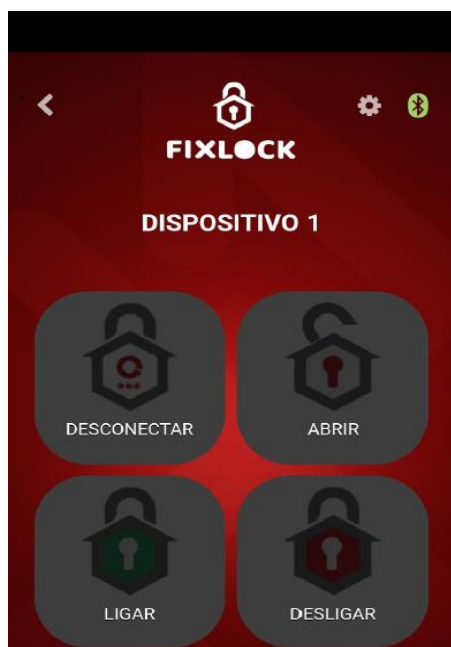 FIXLOCK
DISPOSITIVO 1
DESCONECTAR
ABRIR
LIGAR
DESLIGAR